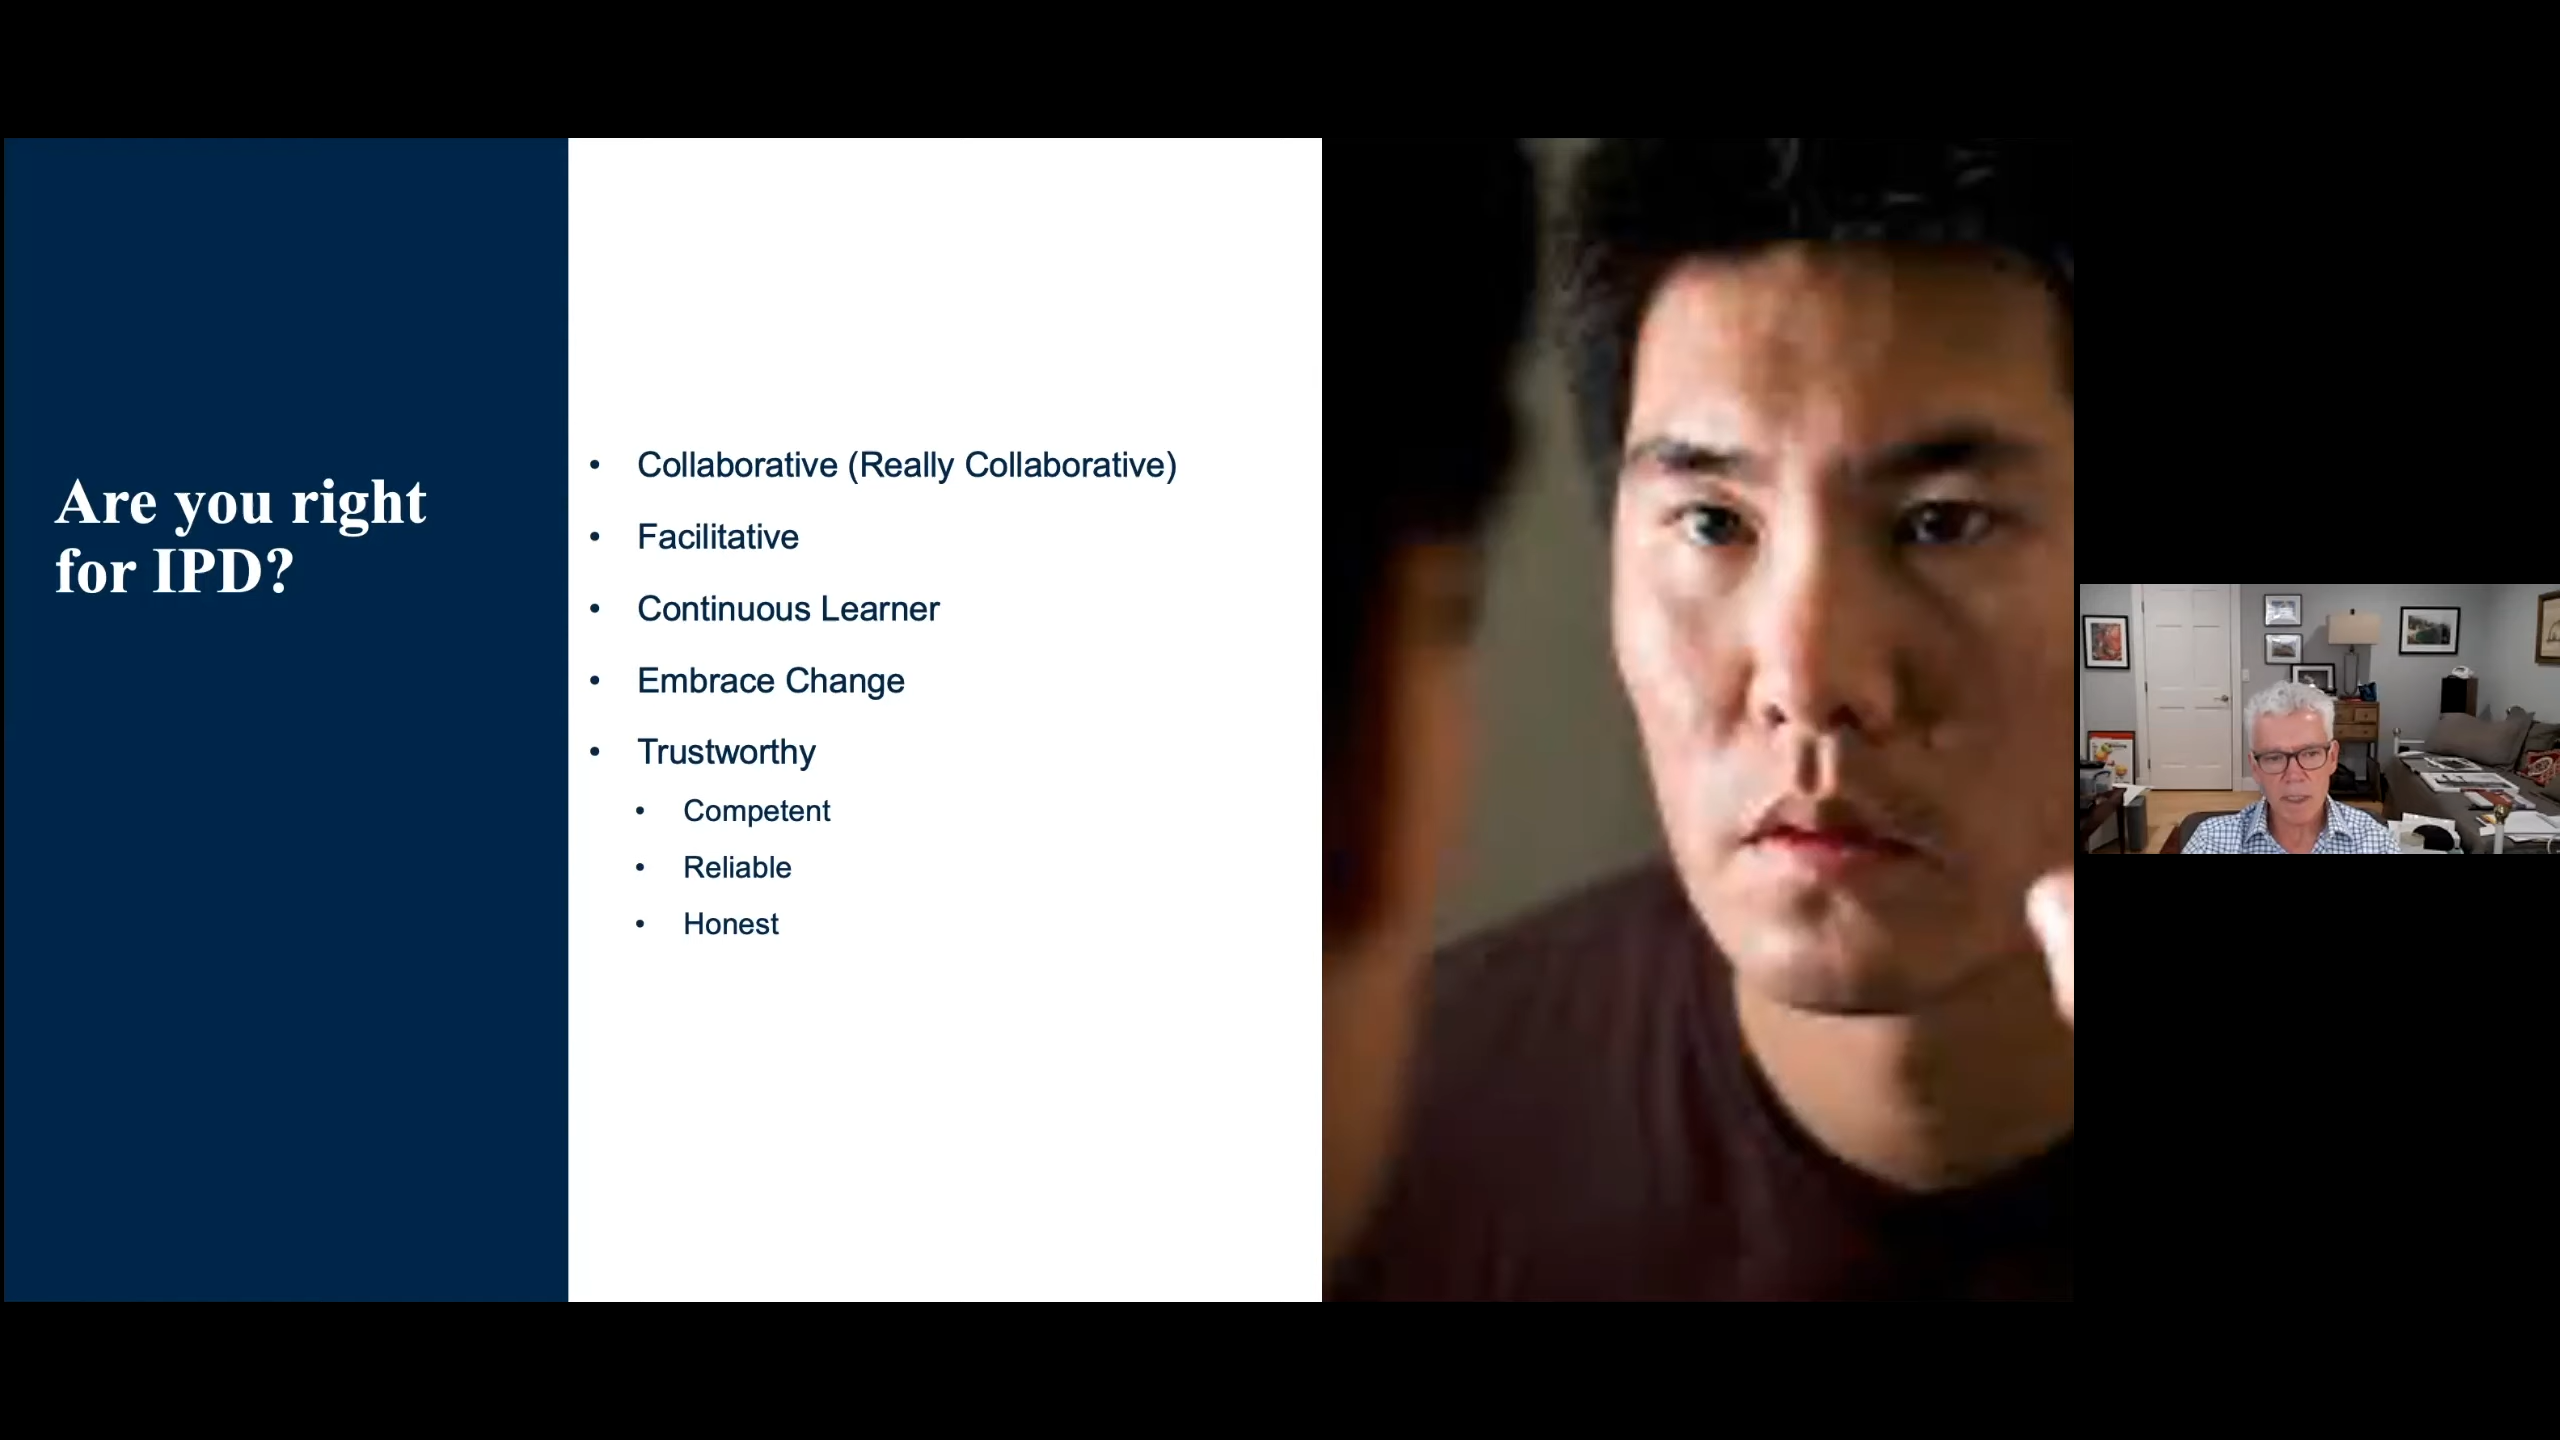 Are you right
for IPD?
• Collaborative (Really Collaborative)
• Facilitative
• Continuous Learner
• Embrace Change
• Trustworthy
• Competent
• Reliable
• Honest